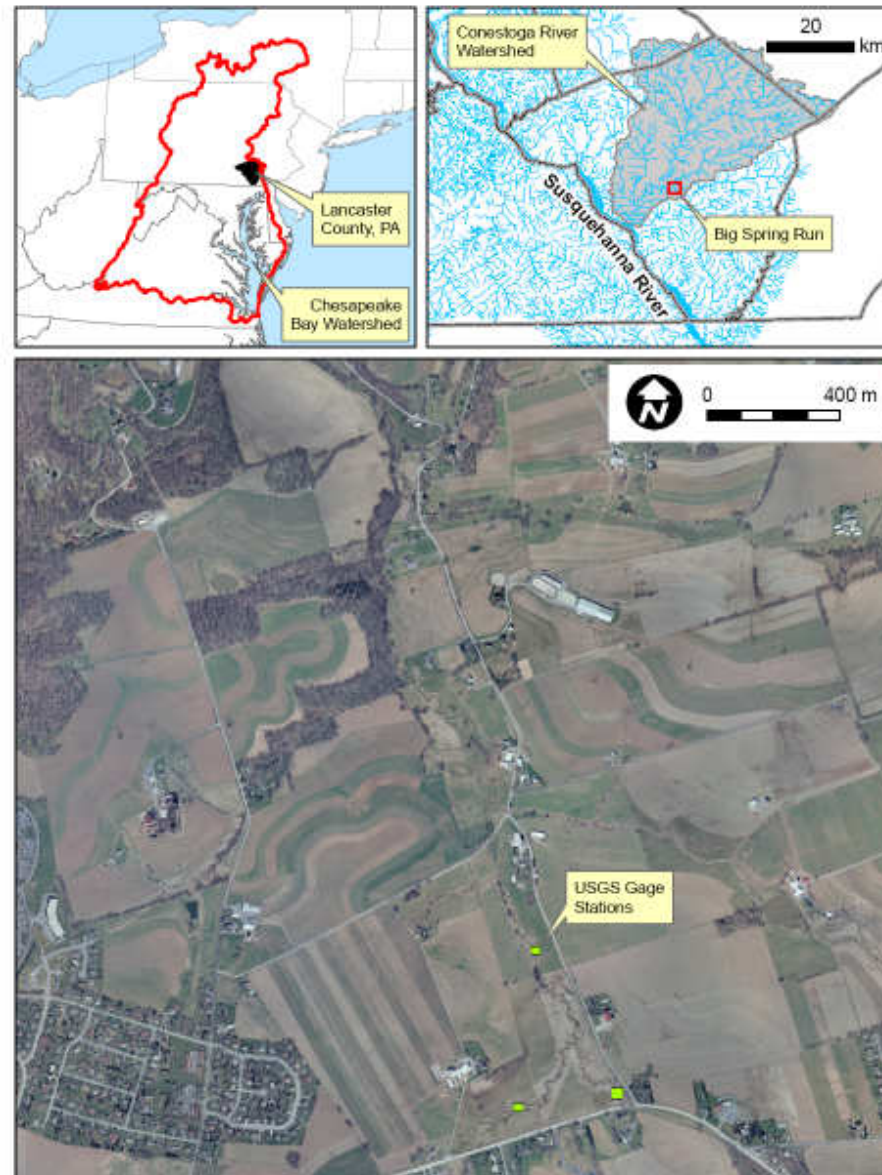 Lancaster
County, PA
Chesapeake
Bay Watershed
Conestoga River
Watershed
20
km
Susquehanna River
Big Spring Run
N
0
400 m
USGS Gage
Stations